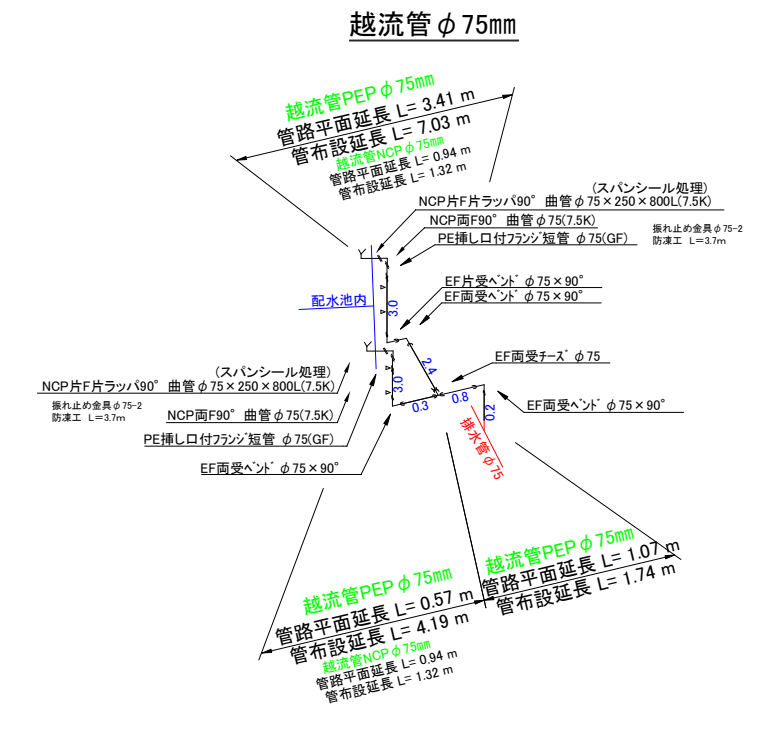 越流管φ75mm
越流管PEPφ75mm
管路平面延長 L= 3.41 m
管布設延長 L= 7.03 m
越流管NCPφ75mm
管路平面延長 L= 0.94 m
管布設延長 L= 1.32 m
(スパンシール処理)
NCP片F片ラッパ90° 曲管φ75×250×800L(7.5K)
NCP両F90° 曲管φ75(7.5K)
PE挿し口付フランジ短管 φ75(GF)
振れ止め金具φ75-2
防凍工 L=3.7m
EF片受ベンドφ75×90°
EF両受ベンドφ75×90°
配水池内
3.0
2.4
EF両受チーズφ75
(スパンシール処理)
NCP片F片ラッパ90° 曲管φ75×250×800L(7.5K)
振れ止め金具φ75-2
防凍工 L=3.7m
NCP両F90° 曲管φ75(7.5K)
PE挿し口付フランジ短管 φ75(GF)
EF両受ベンドφ75×90°
3.0
0.3
0.8
0.2
EF両受ベンドφ75×90°
排水管φ75
越流管PEPφ75mm
管路平面延長 L= 1.07 m
管布設延長 L= 1.74 m
越流管PEPφ75mm
管路平面延長 L= 0.57 m
管布設延長 L= 4.19 m
越流管NCPφ75mm
管路平面延長 L= 0.94 m
管布設延長 L= 1.32 m